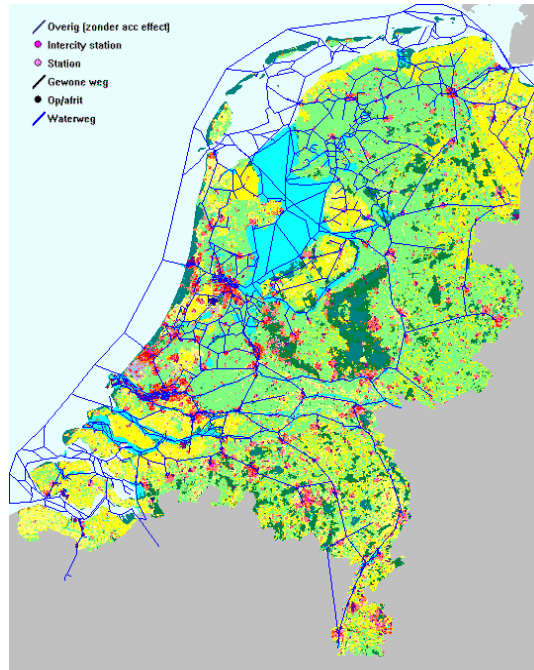 Overig (zonder acc effect)
Intercity station
Station
Gewone weg
Op/afrit
Waterweg